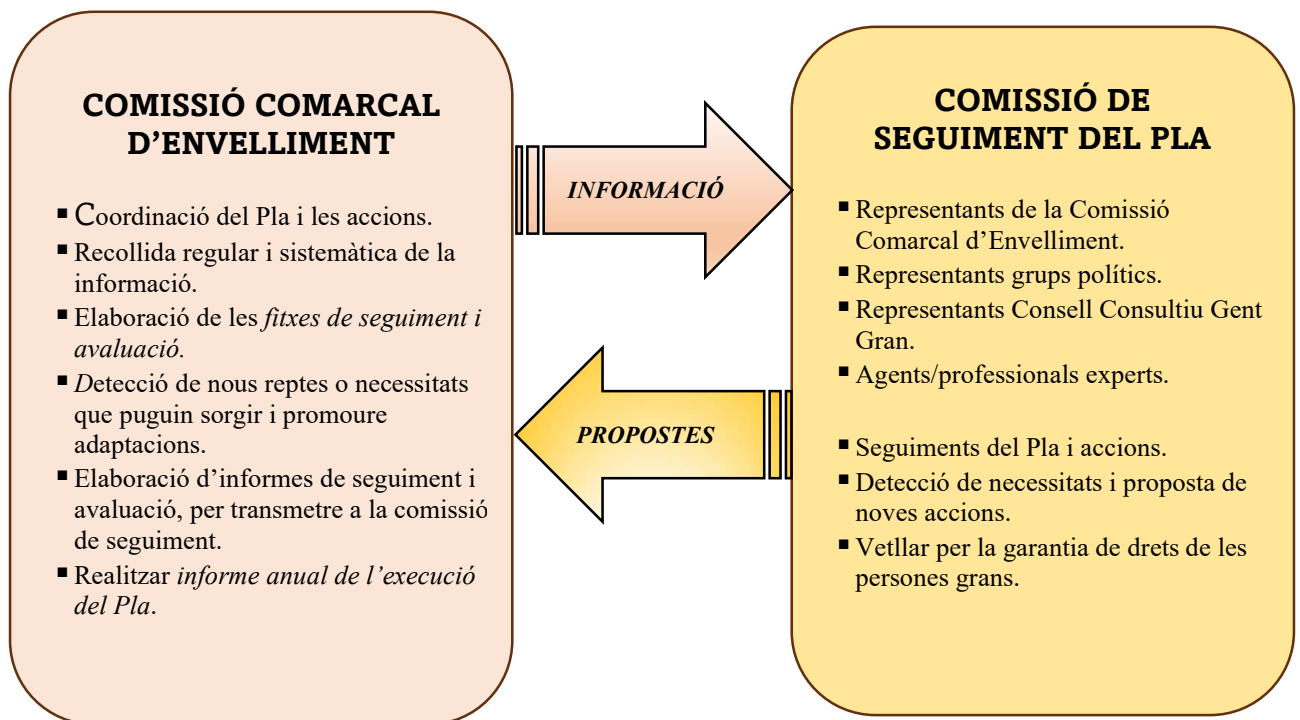 COMISSIÓ COMARCAL
D’ENVELLIMENT
▪ Coordinació del Pla i les accions.
▪ Recollida regular i sistemàtica de la
informació.
▪ Elaboració de les fitxes de seguiment i
avaluació.
▪ Detecció de nous reptes o necessitats
que puguin sorgir i promoure
adaptacions.
▪ Elaboració d’informes de seguiment i
avaluació, per transmetre a la comissió
de seguiment.
▪ Realitzar informe anual de l’execució
del Pla.
INFORMACIÓ
PROPOSTES
COMISSIÓ DE
SEGUIMENT DEL PLA
▪ Representants de la Comissió
Comarcal d’Envelliment.
▪ Representants grups polítics.
▪ Representants Consell Consultiu Gent
Gran.
▪ Agents/professionals experts.
▪ Seguiments del Pla i accions.
▪ Detecció de necessitats i proposta de
noves accions.
▪ Vetllar per la garantia de drets de les
persones grans.